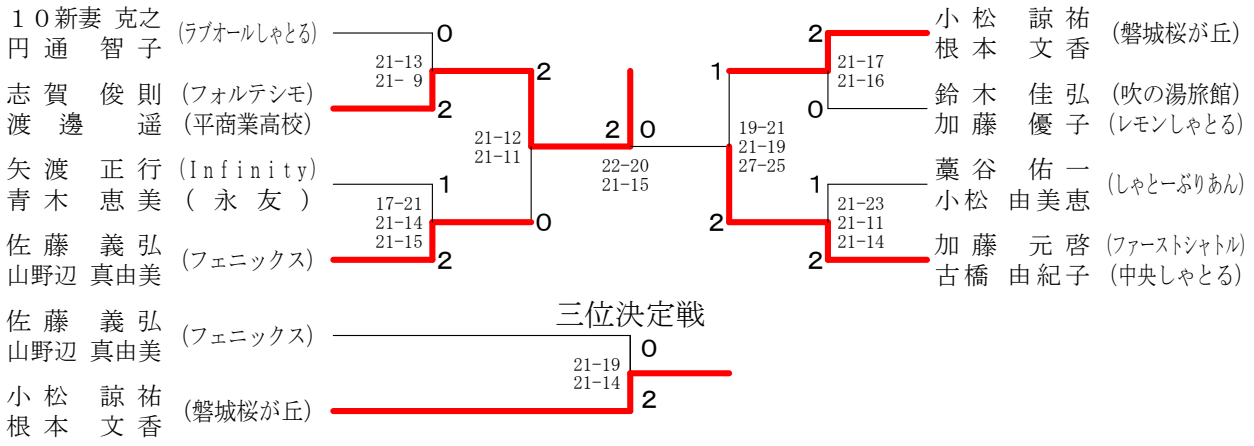 １０新妻 克之
円通 智子
(ラブオールしゃとる)
0
21-13
21- 9
志賀 俊則 (フォルテシモ)
渡邊 遥 (平商業高校)
2
2
21-12
21-11
矢渡 正行 (Infinity)
青木 恵美 (永友)
1
17-21
21-14
21-15
0
佐藤 義弘
山野辺 真由美
(フェニックス)
2
2 0
22-20
21-15
小松 諒祐
根本 文香
(磐城桜が丘)
2
21-17
21-16
1
鈴木 佳弘 (吹の湯旅館)
加藤 優子 (レモンしゃとる)
0
19-21
21-19
27-25
藁谷 佑一
小松 由美恵
(しゃとーぶりあん)
1
21-23
21-11
21-14
2
加藤 元啓 (ファーストシャトル)
古橋 由紀子 (中央しゃとる)
2
三位決定戦
佐藤 義弘
山野辺 真由美
(フェニックス)
0
21-19
21-14
小松 諒祐
根本 文香
(磐城桜が丘)
2